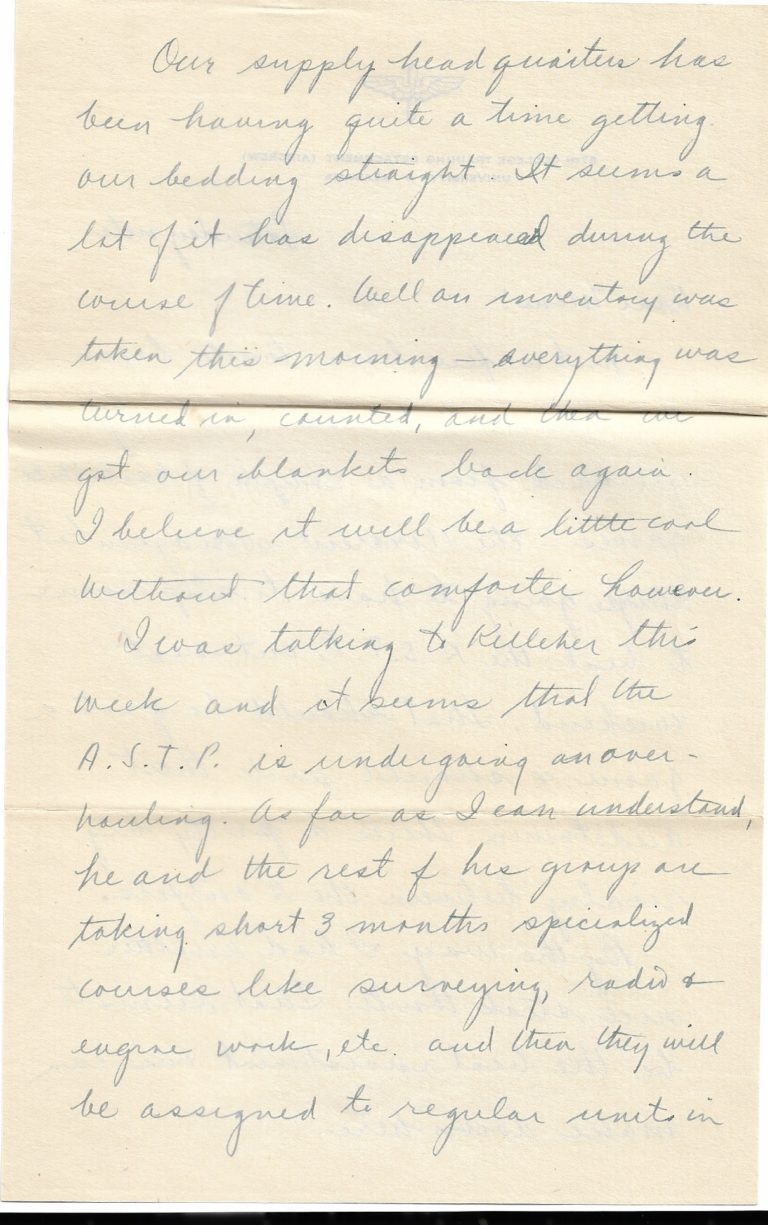 Our supply headquarters has
been having quite a time getting
our bedding straight. It seems a
lot of it has disappeared during the
course of time. Well an inventory was
taken this morning — everything was
turned in, counted, and then we
got our blankets back again.
I believe it will be a little cool
without that comforter however.
I was talking to Kelleher this
week and it seems that the
A.S.T.P. is undergoing an over-
hauling. As far as I can understand,
he and the rest of his group are
taking short 3 months specialized
courses like surveying, radio &
engine work, etc. and then they will
be assigned to regular units in